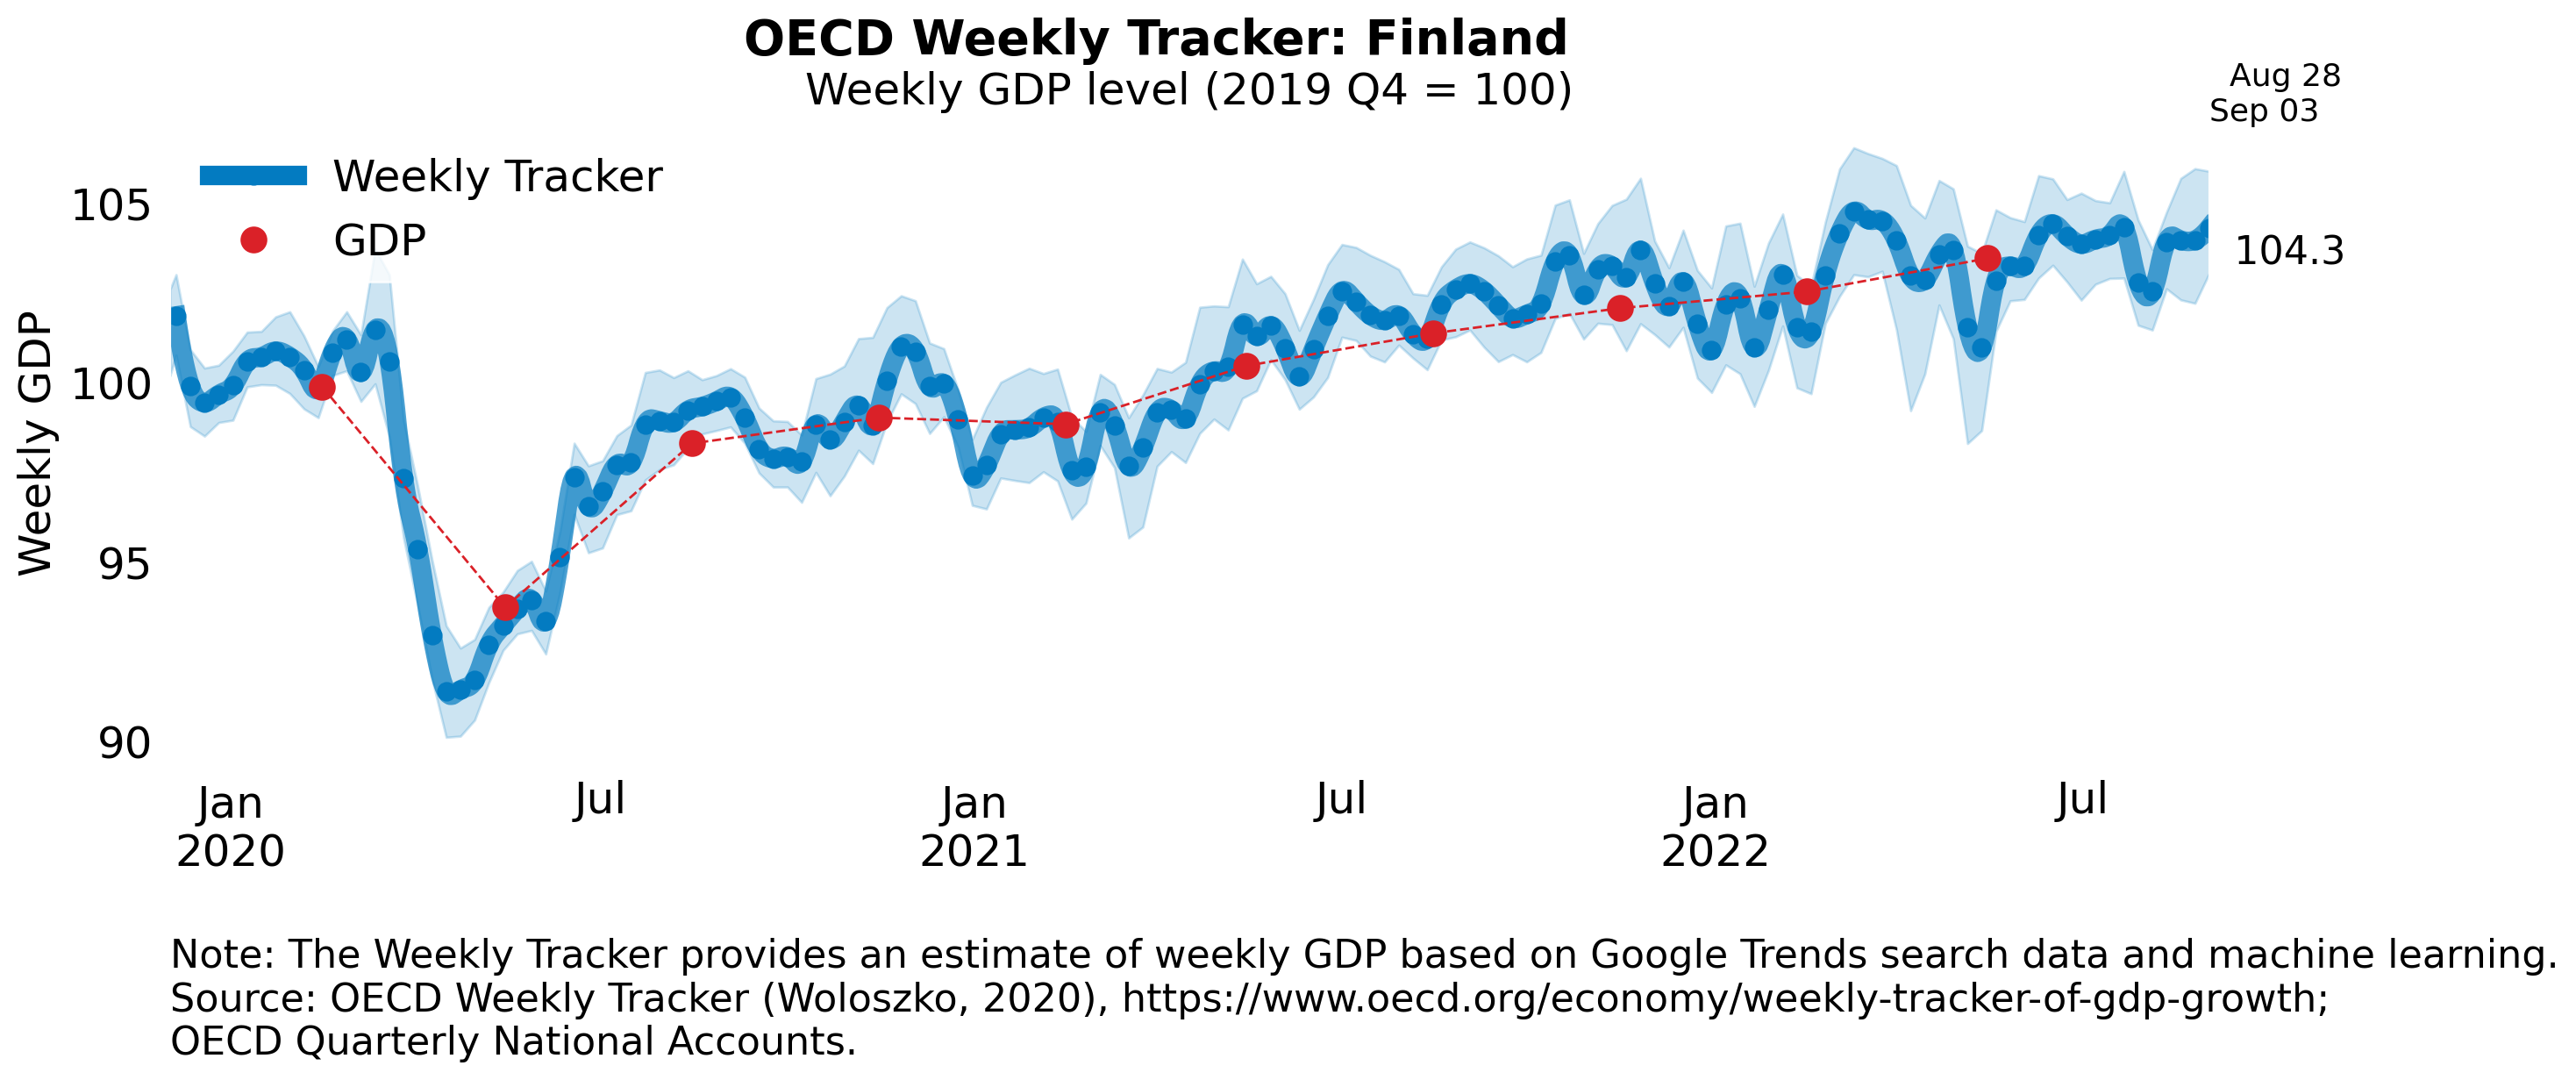 OECD Weekly Tracker: Finland
Weekly GDP level (2019 Q4 = 100)
Aug 28
Sep 03
Weekly Tracker
GDP
105
100
95
90
Weekly GDP
104.3
Jan
2020
Jul
Jan
2021
Jul
Jan
2022
Jul
Note: The Weekly Tracker provides an estimate of weekly GDP based on Google Trends search data and machine learning.
Source: OECD Weekly Tracker (Woloszko, 2020), https://www.oecd.org/economy/weekly-tracker-of-gdp-growth;
OECD Quarterly National Accounts.